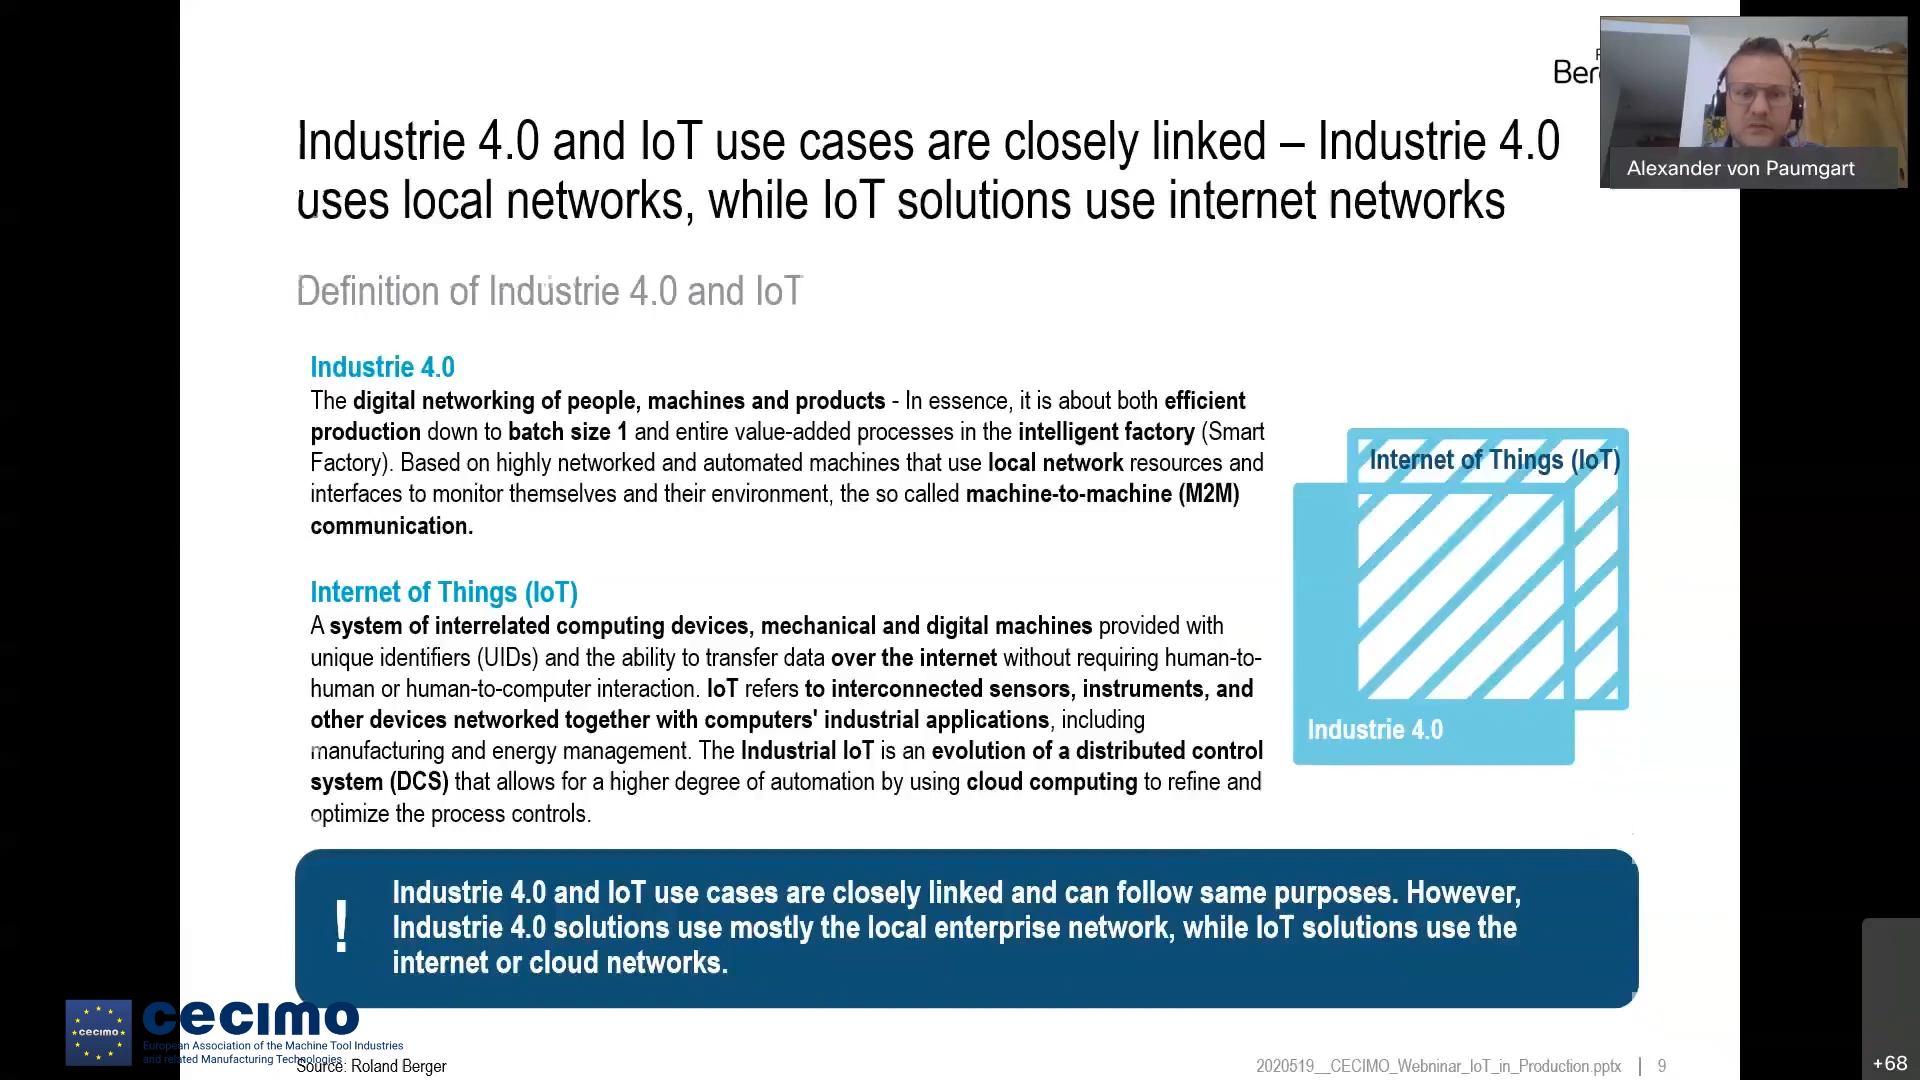 Ber
Alexander von Paumgart
Industrie 4.0 and IoT use cases are closely linked – Industrie 4.0
uses local networks, while IoT solutions use internet networks
Definition of Industrie 4.0 and IoT
Industrie 4.0
The digital networking of people, machines and products - In essence, it is about both efficient
production down to batch size 1 and entire value-added processes in the intelligent factory (Smart
Factory). Based on highly networked and automated machines that use local network resources and
interfaces to monitor themselves and their environment, the so called machine-to-machine (M2M)
communication.
Internet of Things (IoT)
A system of interrelated computing devices, mechanical and digital machines provided with
unique identifiers (UIDs) and the ability to transfer data over the internet without requiring human-to-
human or human-to-computer interaction. IoT refers to interconnected sensors, instruments, and
other devices networked together with computers' industrial applications, including
manufacturing and energy management. The Industrial IoT is an evolution of a distributed control
system (DCS) that allows for a higher degree of automation by using cloud computing to refine and
optimize the process controls.
Internet of Things (IoT)
Industrie 4.0
! Industrie 4.0 and IoT use cases are closely linked and can follow same purposes. However,
Industrie 4.0 solutions use mostly the local enterprise network, while IoT solutions use the
internet or cloud networks.
cecimo
cecimo
European Association of the Machine Tool Industries
and related Manufacturing Technologies
Source: Roland Berger
2020519__CECIMO_Webninar_IoT_in_Production.pptx | 9
+68